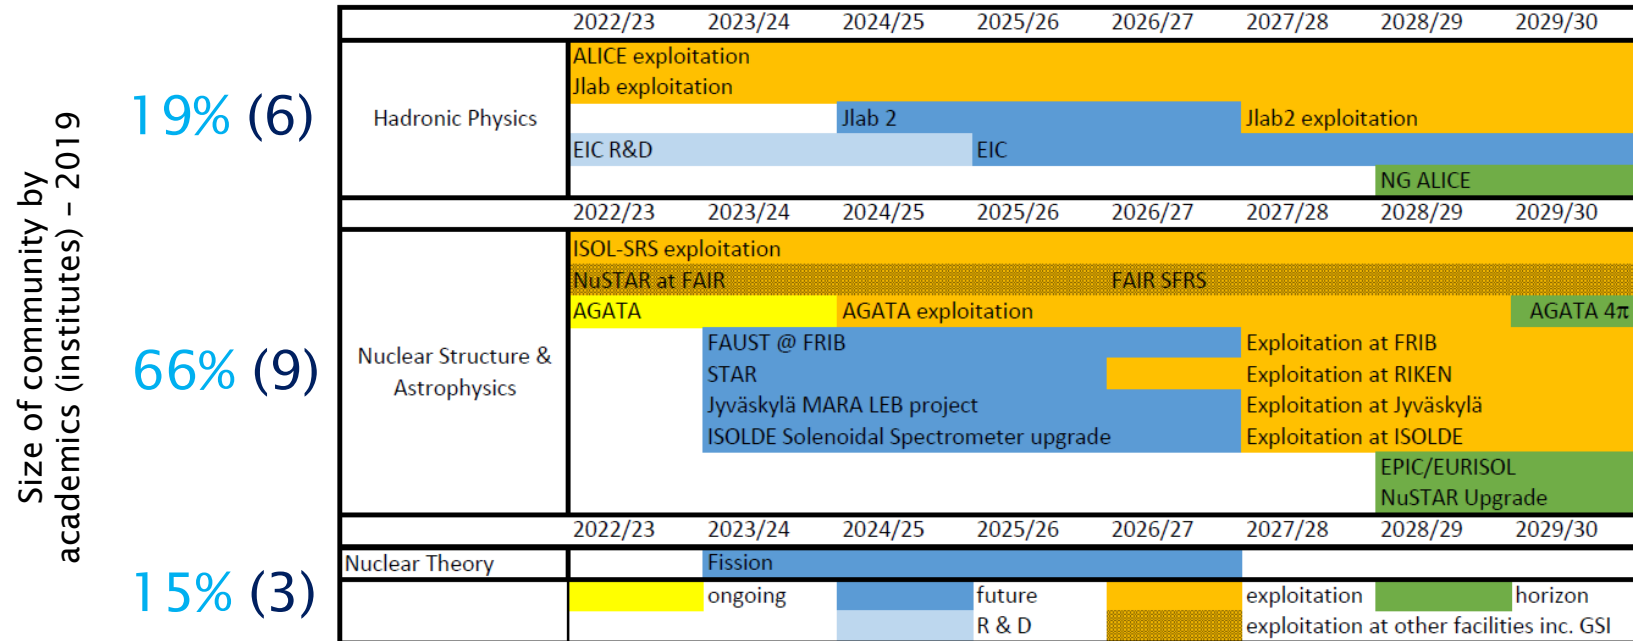 Size of community by
academics (institutes) – 2019
2022/23 2023/24 2024/25 2025/26 2026/27 2027/28 2028/29 2029/30
19% (6)
Hadronic Physics
ALICE exploitation
Jlab exploitation
Jlab 2 Jlab2 exploitation
EIC R&D EIC
NG ALICE
2022/23 2023/24 2024/25 2025/26 2026/27 2027/28 2028/29 2029/30
66% (9)
Nuclear Structure &
Astrophysics
ISOL-SRS exploitation
NuSTAR at FAIR FAIR SFRS
AGATA AGATA exploitation AGATA 4π
FAUST @ FRIB Exploitation at FRIB
STAR Exploitation at RIKEN
Jyväskylä MARA LEB project Exploitation at Jyväskylä
ISOLDE Solenoidal Spectrometer upgrade Exploitation at ISOLDE
EPIC/EURISOL
NuSTAR Upgrade
2022/23 2023/24 2024/25 2025/26 2026/27 2027/28 2028/29 2029/30
15% (3)
Nuclear Theory Fission
ongoing future exploitation horizon
R & D exploitation at other facilities inc. GSI